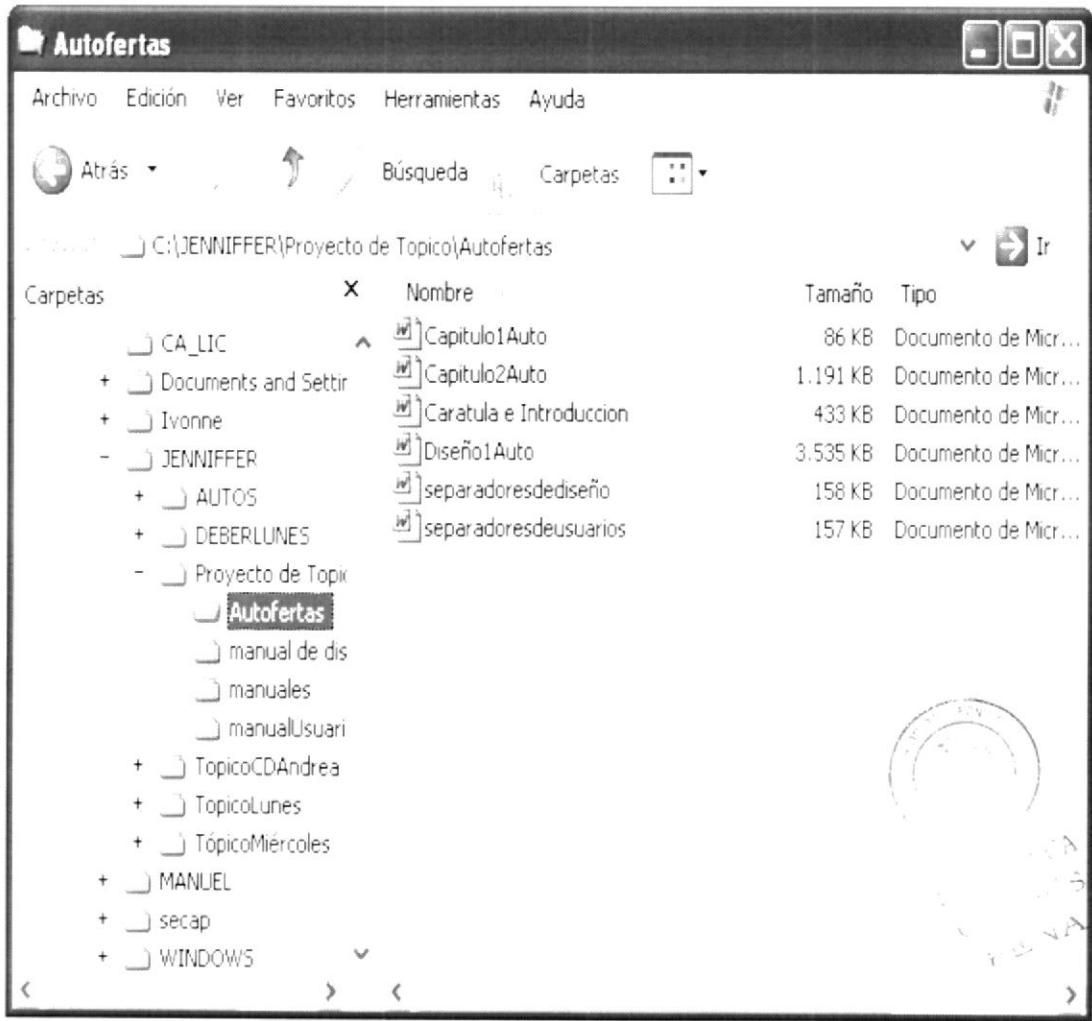 Autofertas
Archivo Edición Ver Favoritos Herramientas Ayuda
Atrás Búsqueda Carpetas
C:\JENNIFFER\Proyecto de Topico\Autofertas Ir
Carpetas X Nombre Tamaño Tipo
CA_LIC
+ Documents and Settir
+ Ivonne
- JENNIFFER
+ AUTOS
+ DEBERLUNES
- Proyecto de Topic
Autofertas
manual de dis
manuales
manualUsuari
+ TopicoCDAndrea
+ TopicoLunes
+ TópicoMiércoles
+ MANUEL
+ secap
+ WINDOWS
Capitulo1Auto 86 KB Documento de Micr...
Capitulo2Auto 1.191 KB Documento de Micr...
Caratula e Introduccion 433 KB Documento de Micr...
Diseño1Auto 3.535 KB Documento de Micr...
separadoresdediseño 158 KB Documento de Micr...
separadoresdeusuarios 157 KB Documento de Micr...